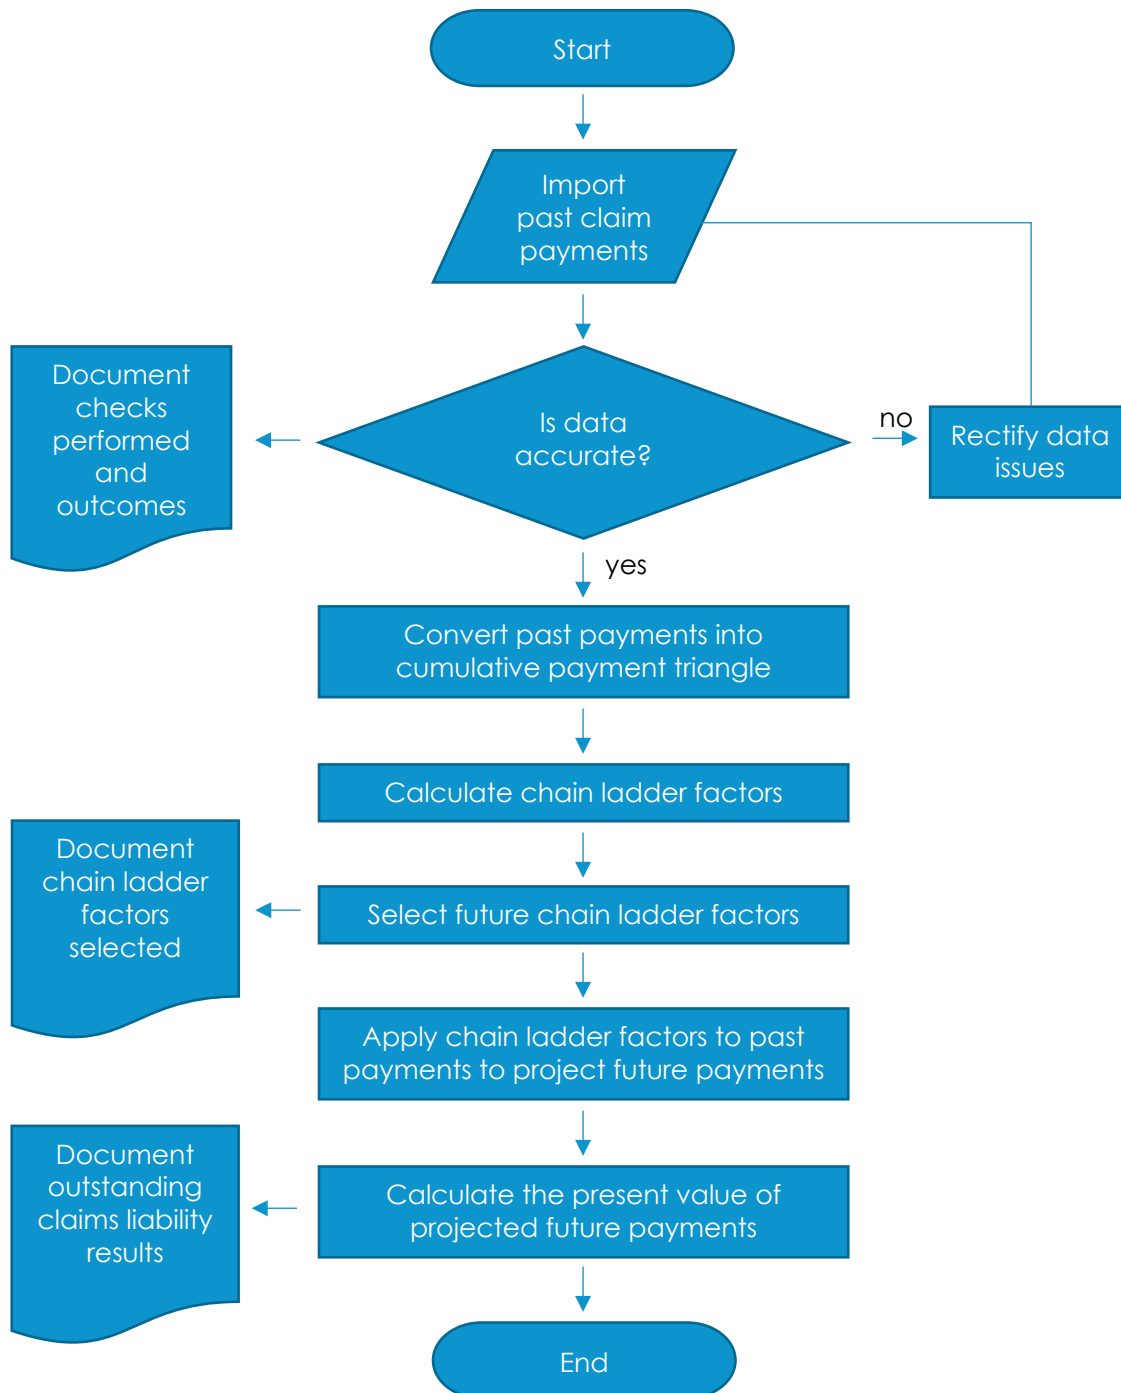 Start
Import
past claim
payments
Document
checks
performed
and
outcomes
Is data
accurate?
no
Rectify data
issues
yes
Convert past payments into
cumulative payment triangle
Calculate chain ladder factors
Document
chain ladder
factors
selected
Select future chain ladder factors
Apply chain ladder factors to past
payments to project future payments
Document
outstanding
claims liability
results
Calculate the present value of
projected future payments
End